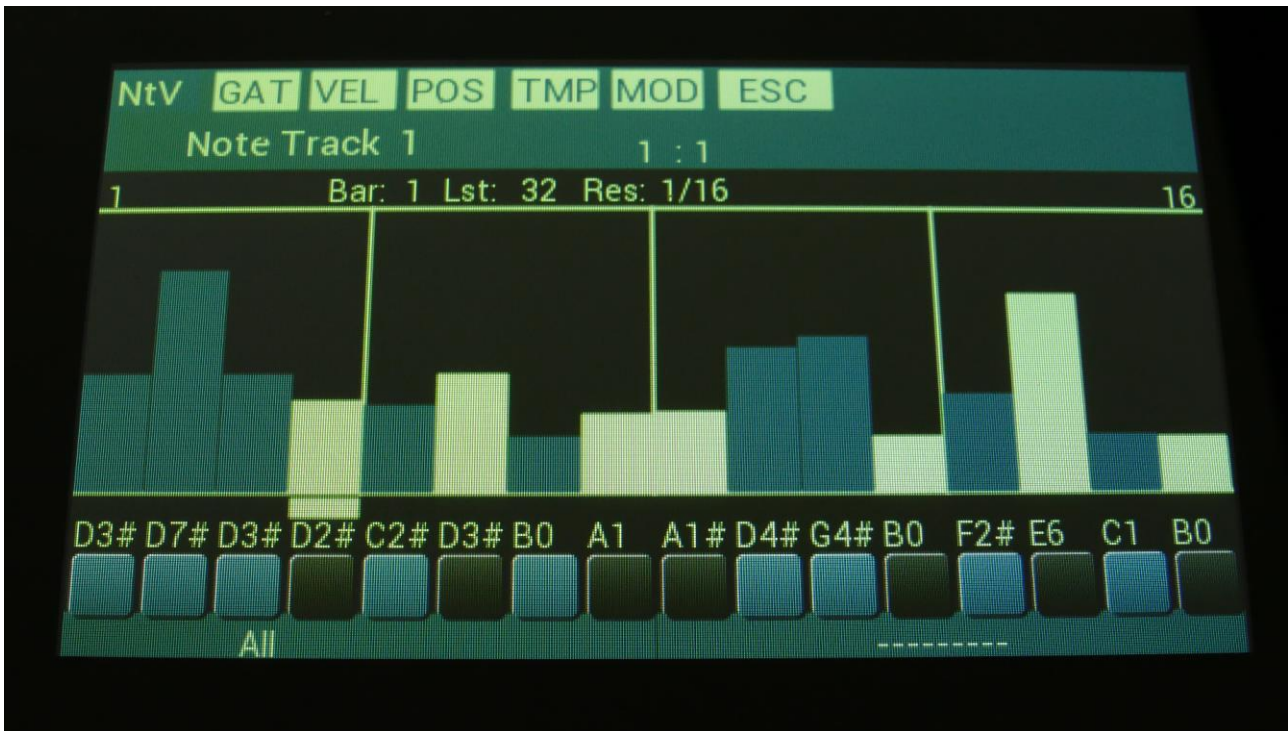 NtV GAT VEL POS TMP MOD ESC
Note Track 1 1 : 1
1 Bar: 1 Lst: 32 Res: 1/16 16
D3# D7# D3# D2# C2# D3# B0 A1 A1# D4# G4# B0 F2# E6 C1 B0
All ---------